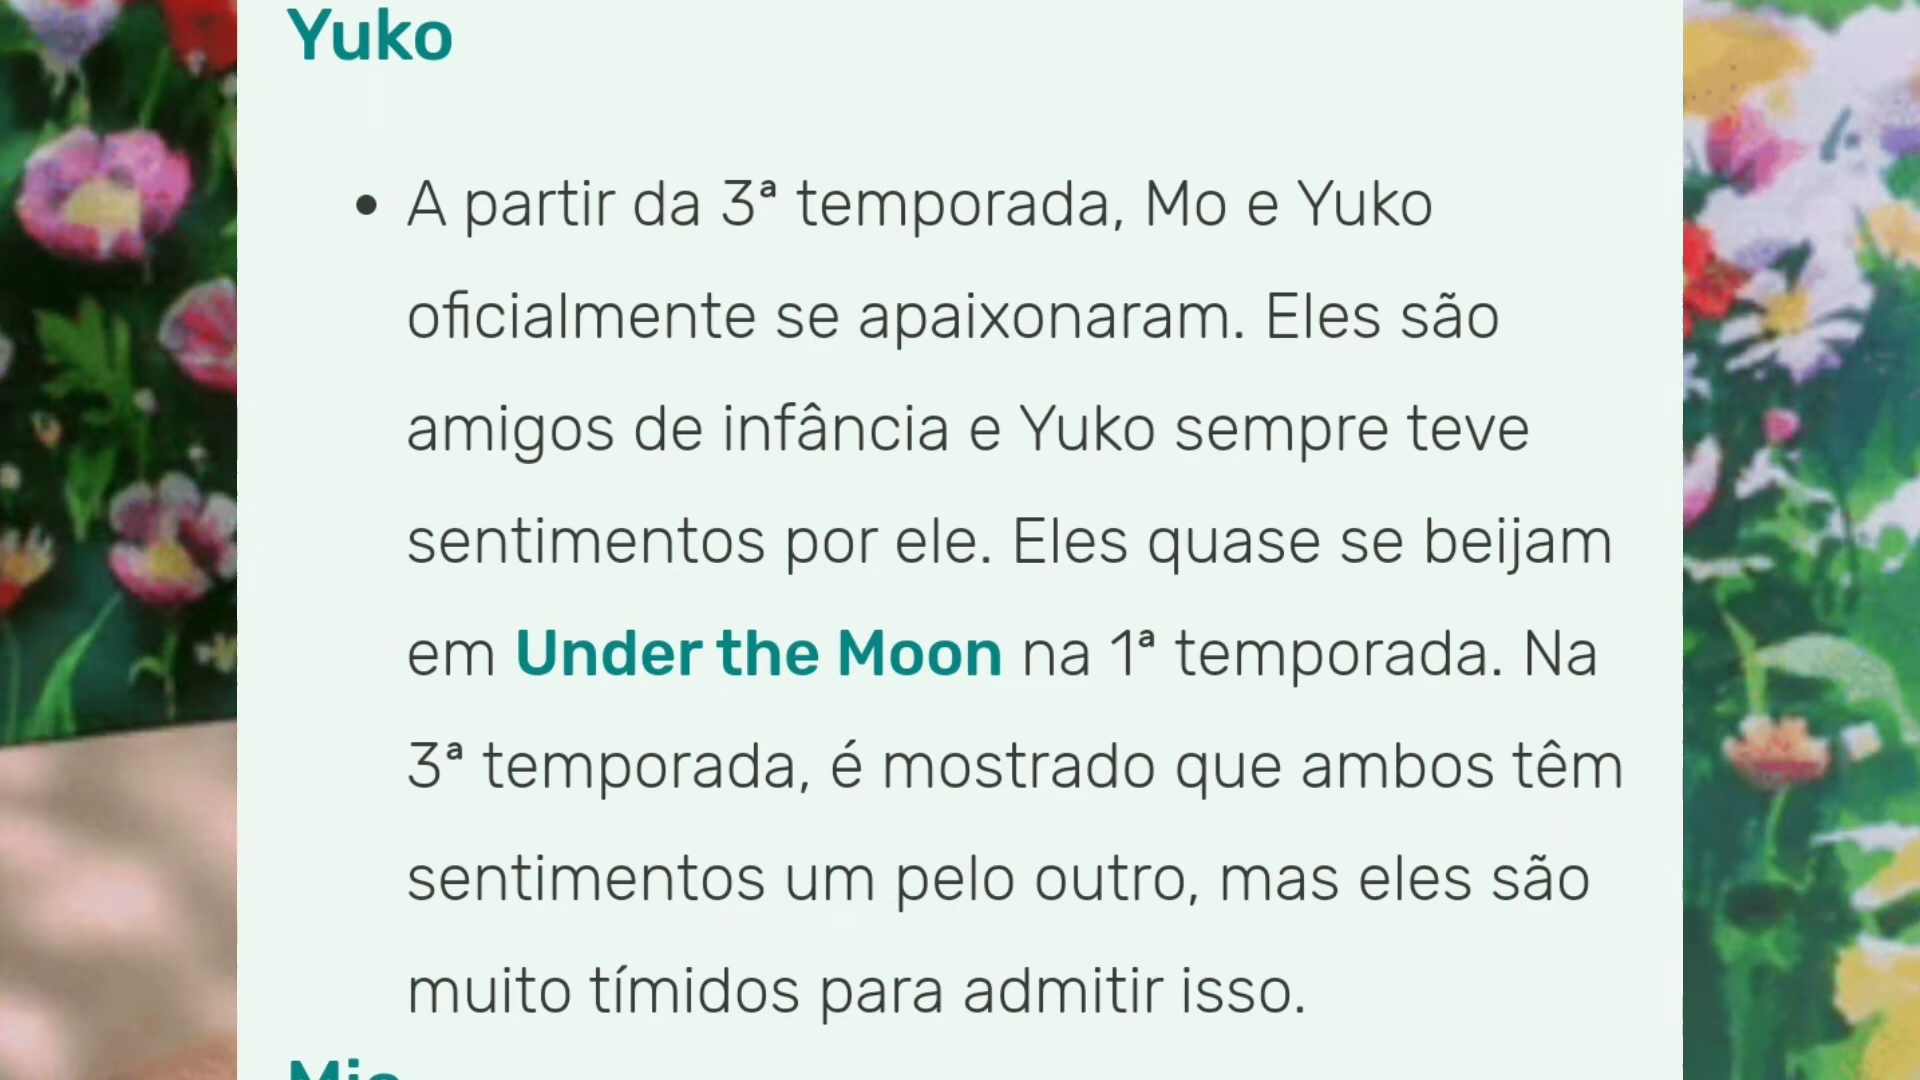 Yuko
• A partir da 3ª temporada, Mo e Yuko
oficialmente se apaixonaram. Eles são
amigos de infância e Yuko sempre teve
sentimentos por ele. Eles quase se beijam
em Under the Moon na 1ª temporada. Na
3ª temporada, é mostrado que ambos têm
sentimentos um pelo outro, mas eles são
muito tímidos para admitir isso.